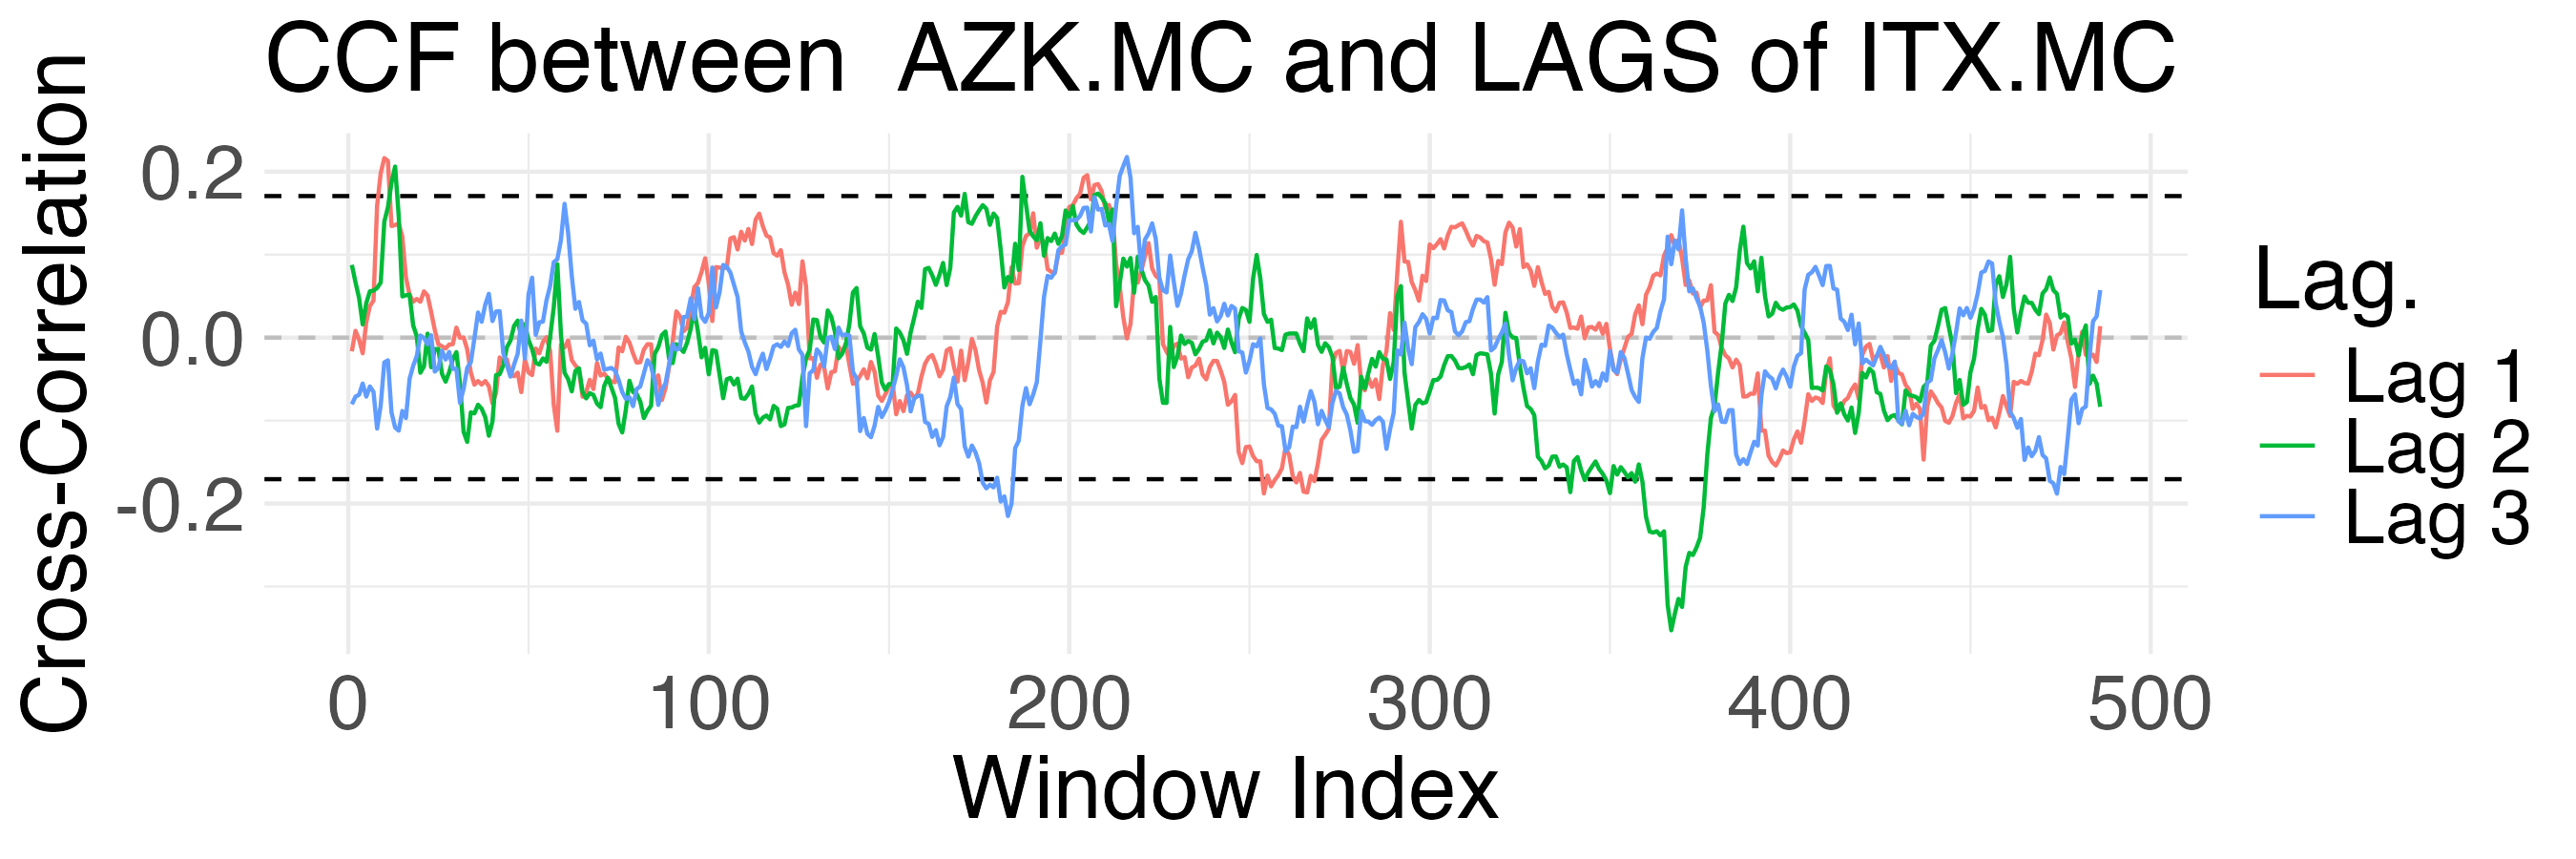 CCF between  AZK.MC and LAGS of ITX.MC
Cross-Correlation
0.2
0.0
-0.2
0 100 200 300 400 500
Window Index
Lag.
Lag 1
Lag 2
Lag 3